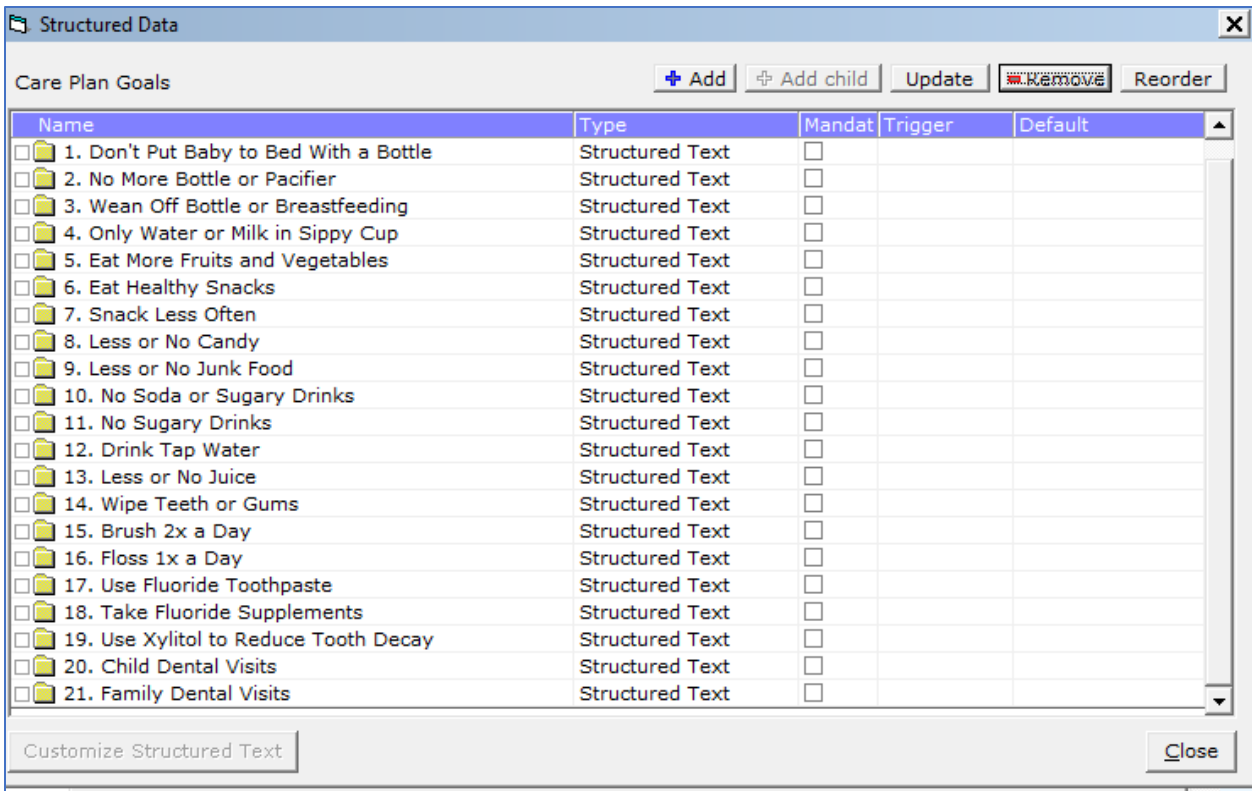 Structured Data
Care Plan Goals
Add
Add child
Update
Remove
Reorder
Name Type Mandat Trigger Default
1. Don't Put Baby to Bed With a Bottle Structured Text
2. No More Bottle or Pacifier Structured Text
3. Wean Off Bottle or Breastfeeding Structured Text
4. Only Water or Milk in Sippy Cup Structured Text
5. Eat More Fruits and Vegetables Structured Text
6. Eat Healthy Snacks Structured Text
7. Snack Less Often Structured Text
8. Less or No Candy Structured Text
9. Less or No Junk Food Structured Text
10. No Soda or Sugary Drinks Structured Text
11. No Sugary Drinks Structured Text
12. Drink Tap Water Structured Text
13. Less or No Juice Structured Text
14. Wipe Teeth or Gums Structured Text
15. Brush 2x a Day Structured Text
16. Floss 1x a Day Structured Text
17. Use Fluoride Toothpaste Structured Text
18. Take Fluoride Supplements Structured Text
19. Use Xylitol to Reduce Tooth Decay Structured Text
20. Child Dental Visits Structured Text
21. Family Dental Visits Structured Text
Customize Structured Text
Close